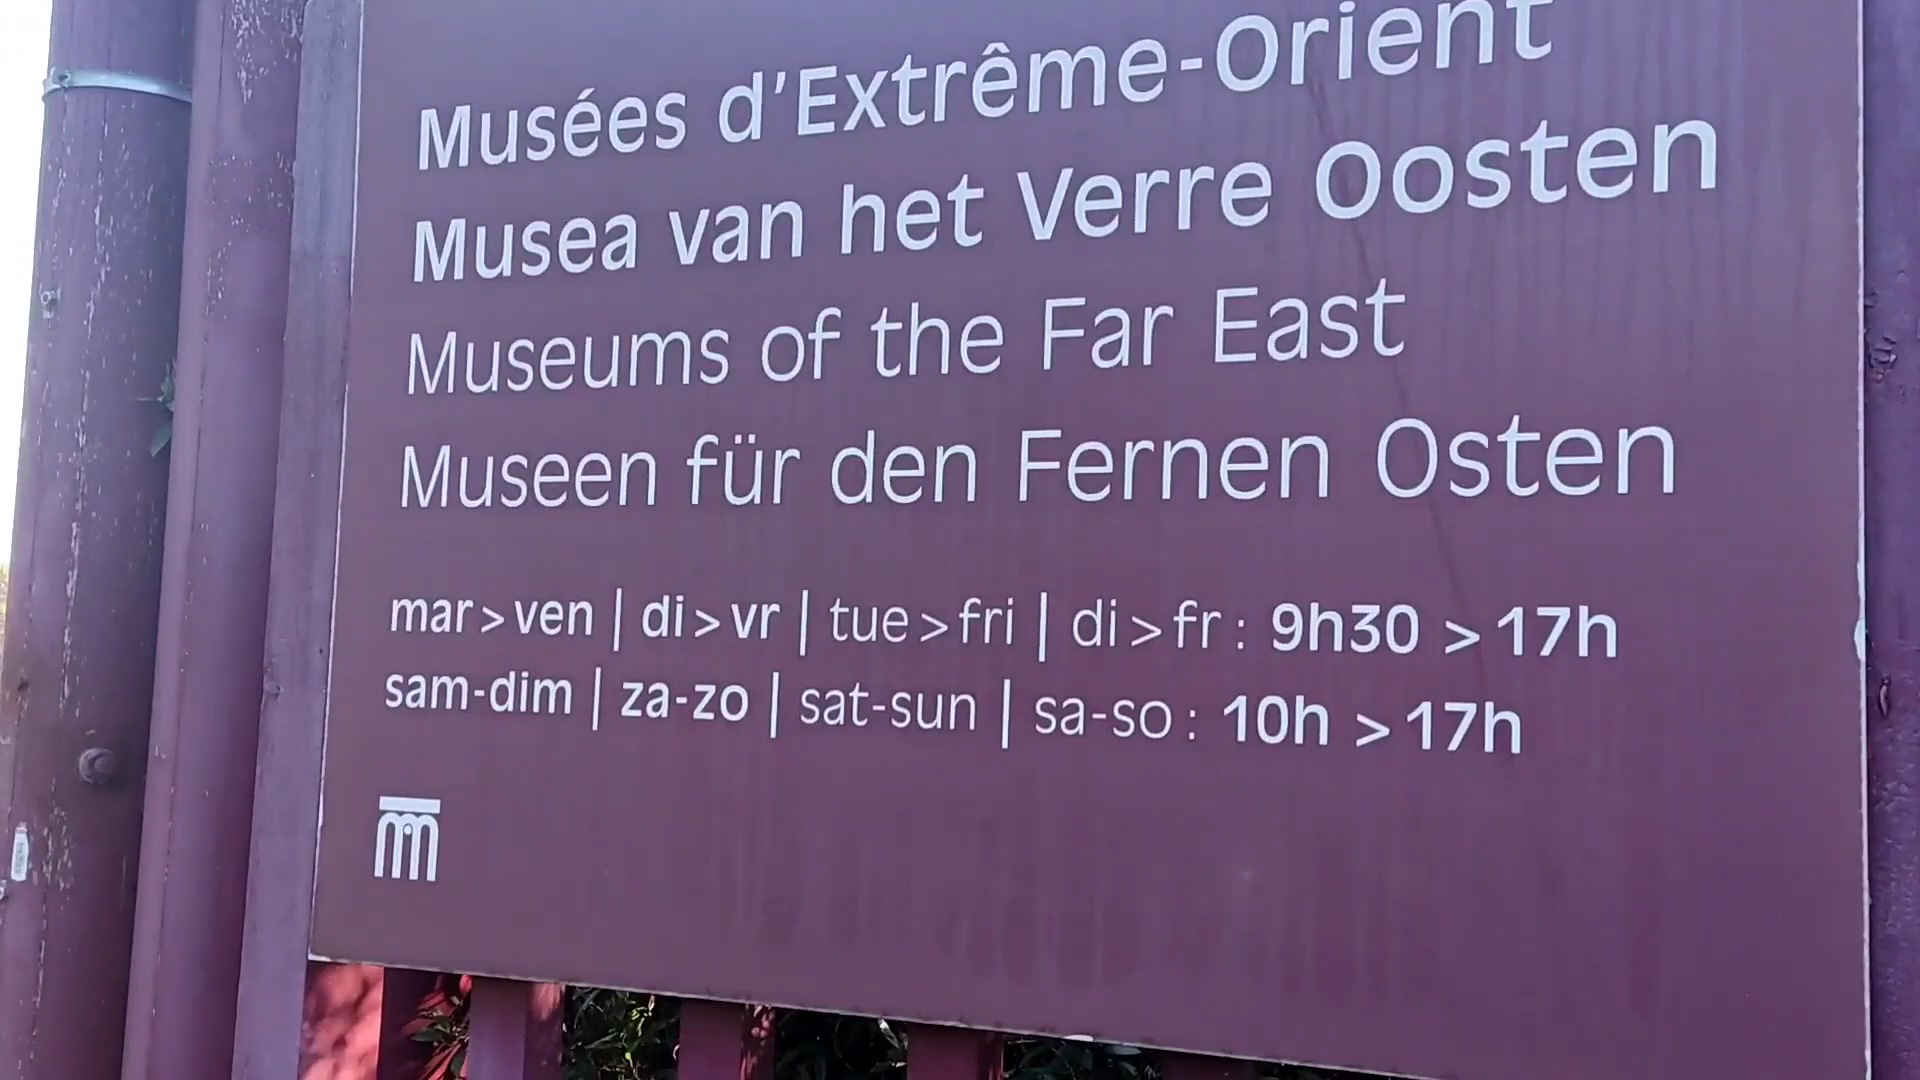 Musées d'Extrême-Orient
Musea van het Verre Oosten
Museums of the Far East
Museen für den Fernen Osten
mar>ven | di>vr | tue>fri | di>fr : 9h30 >17h
sam-dim | za-zo | sat-sun | sa-so : 10h >17h